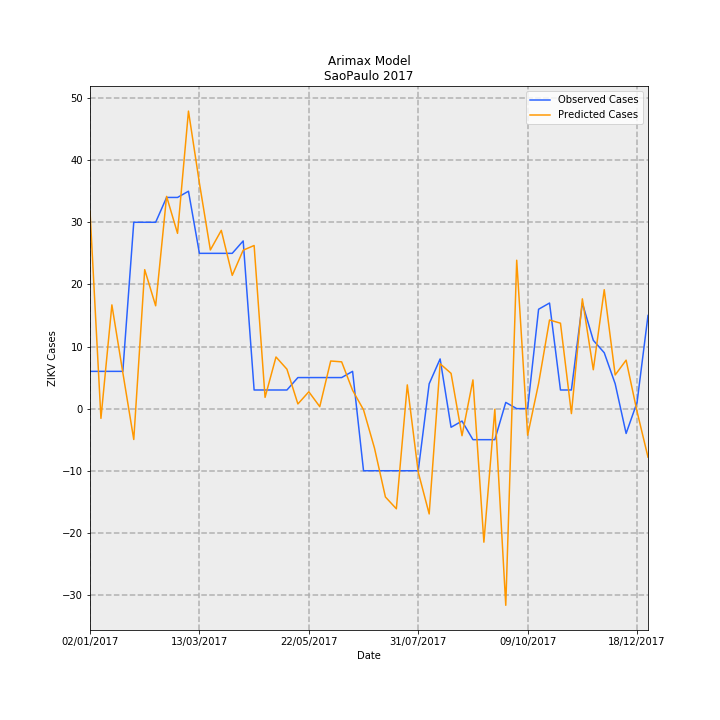 Arimax Model
SaoPaulo 2017
Observed Cases
Predicted Cases
50
40
30
20
10
0
−10
−20
−30
ZIKV Cases
02/01/2017 13/03/2017 22/05/2017 31/07/2017 09/10/2017 18/12/2017
Date